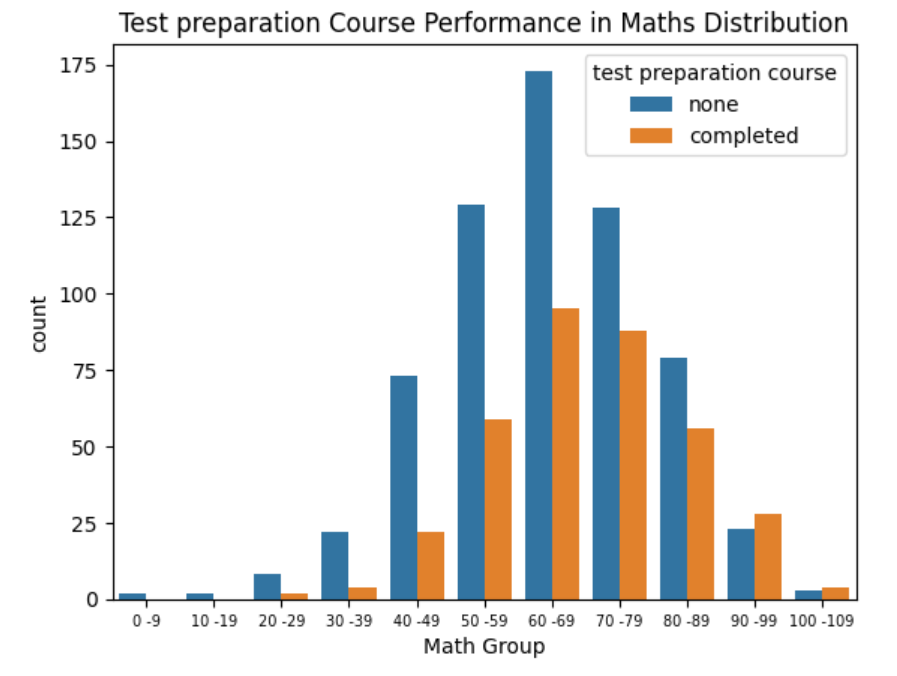 Test preparation Course Performance in Maths Distribution
test preparation course
none
completed
175
150
125
100
75
50
25
0
count
0 -9 10 -19 20 -29 30 -39 40 -49 50 -59 60 -69 70 -79 80 -89 90 -99 100 -109
Math Group